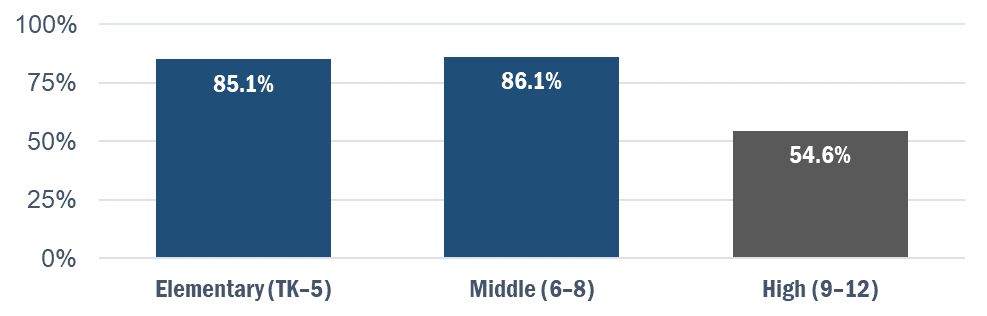 100%
75%
50%
25%
0%
85.1%
86.1%
54.6%
Elementary (TK–5)
Middle (6–8)
High (9–12)